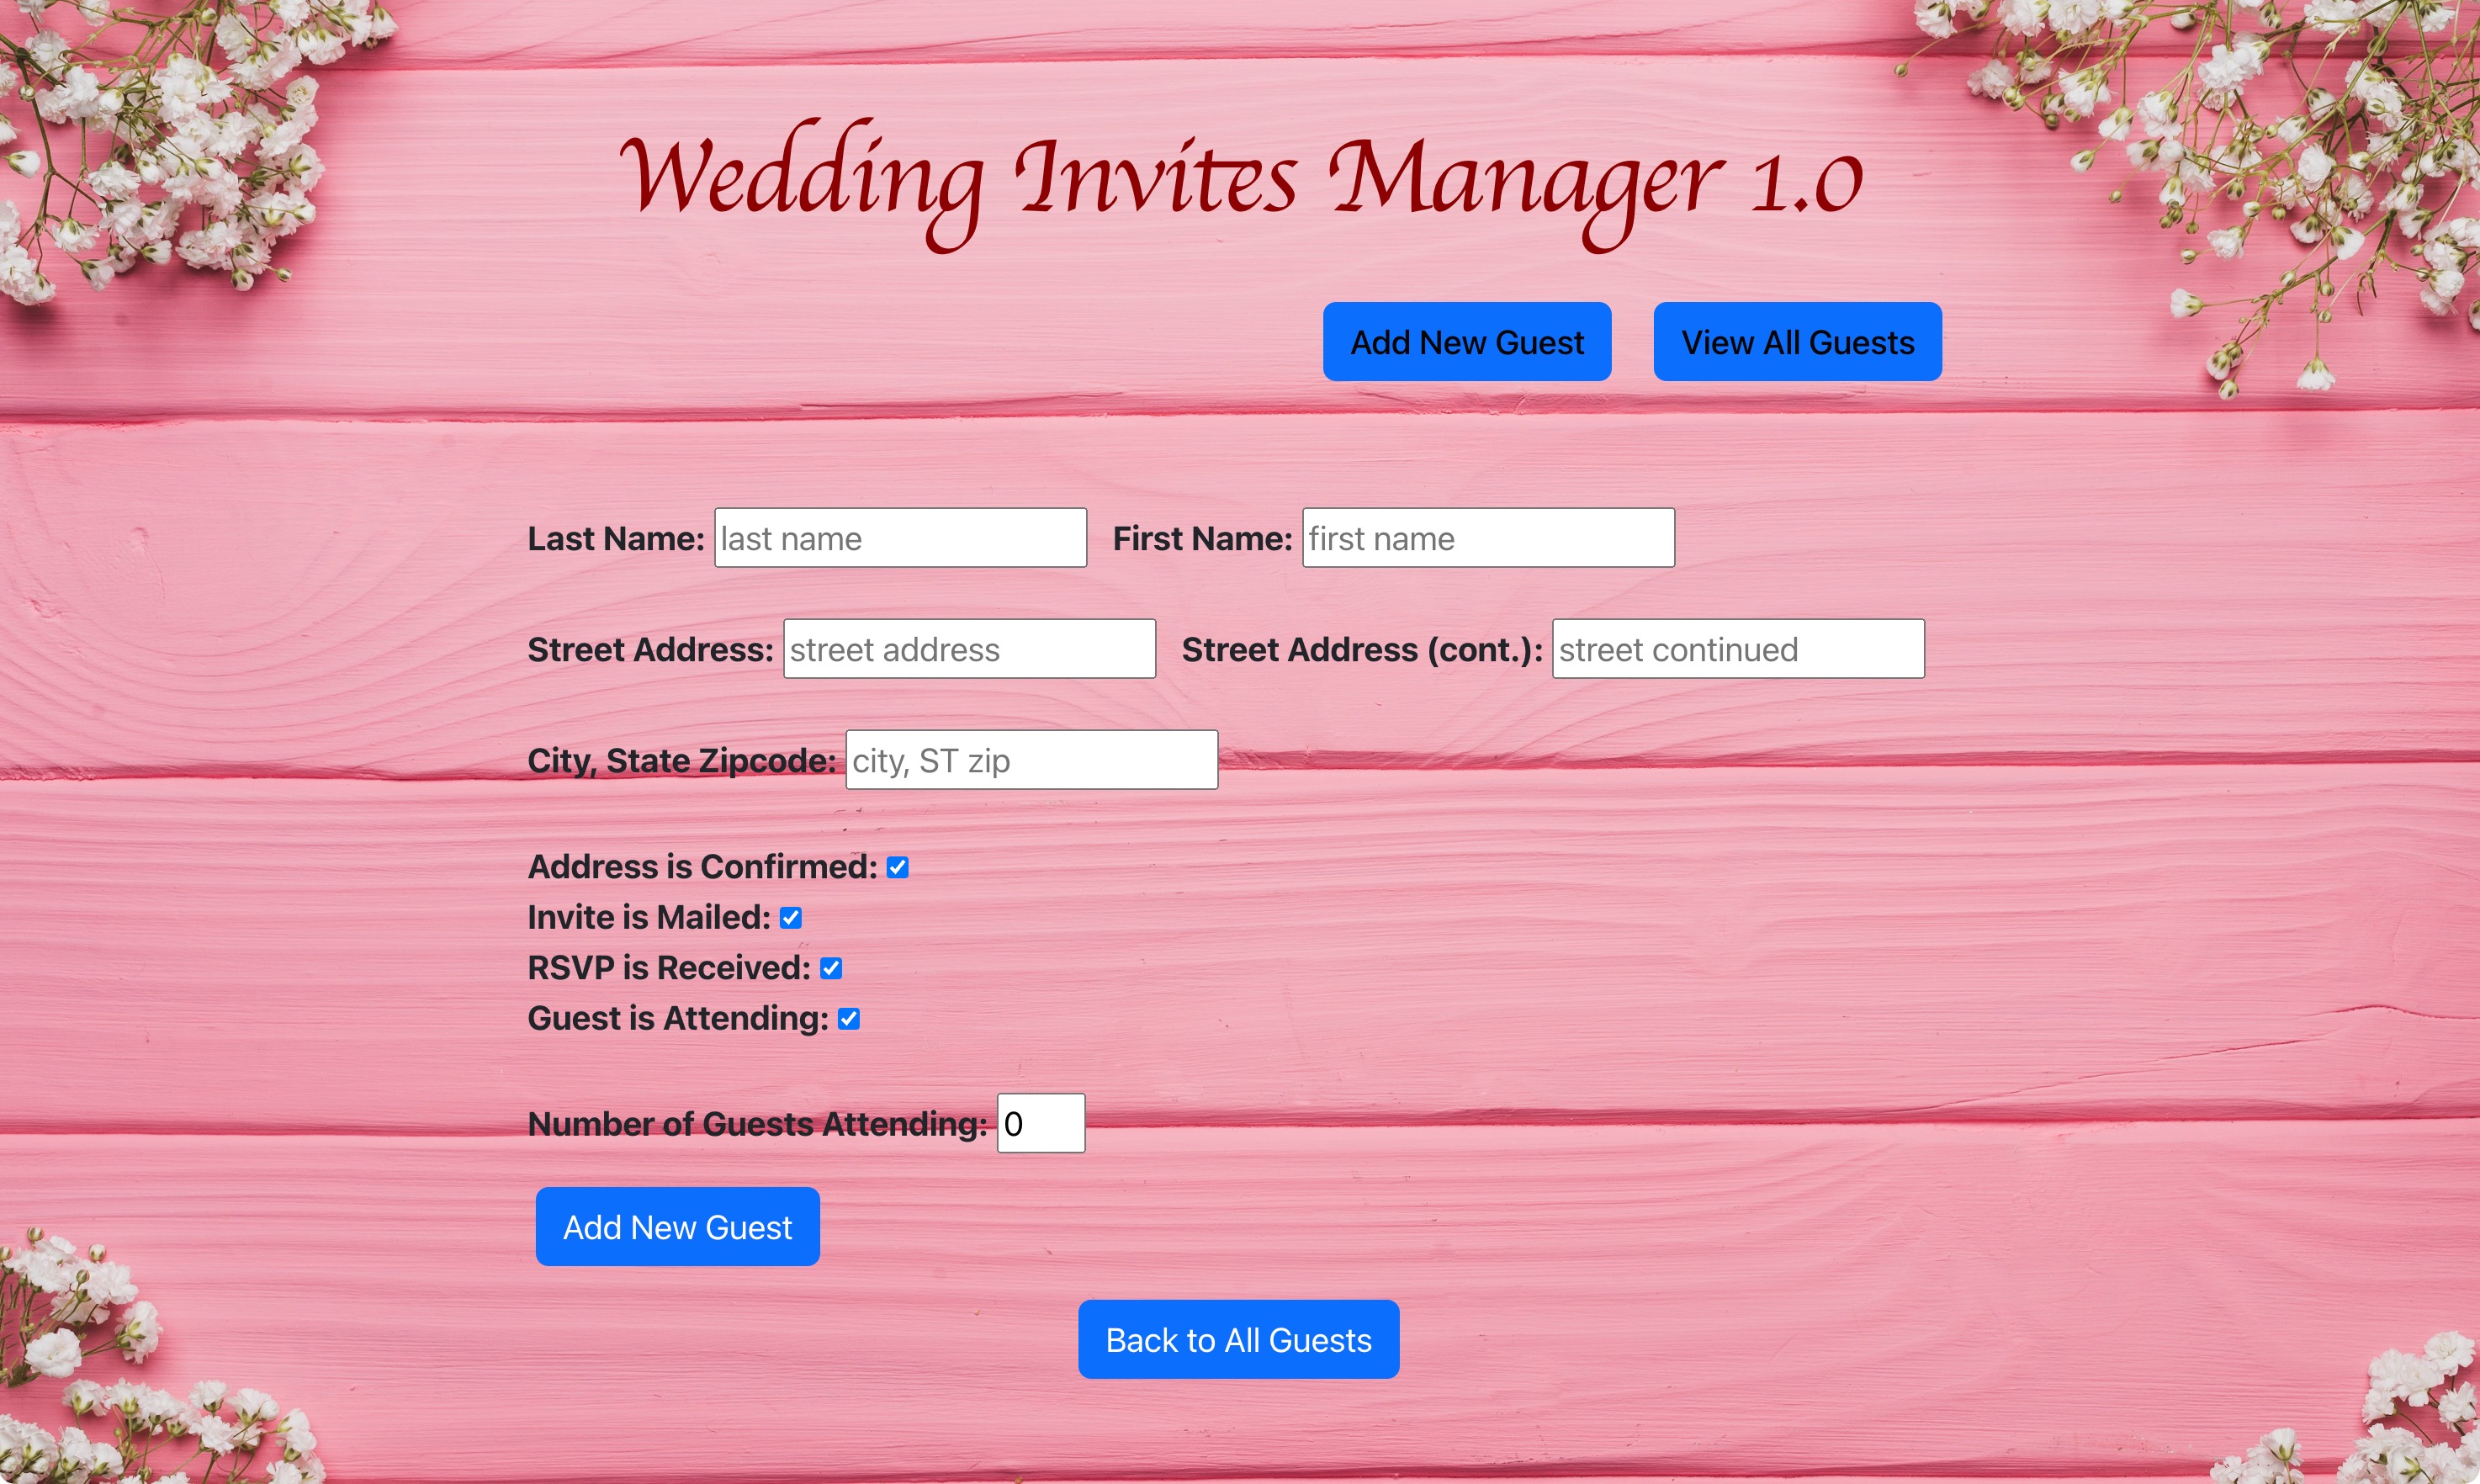 Wedding Invites Manager 1.0
Add New Guest View All Guests
Last Name: last name First Name: first name
Street Address: street address Street Address (cont.): street continued
City, State Zipcode: city, ST zip
Address is Confirmed:
Invite is Mailed:
RSVP is Received:
Guest is Attending:
Number of Guests Attending: 0
Add New Guest
Back to All Guests